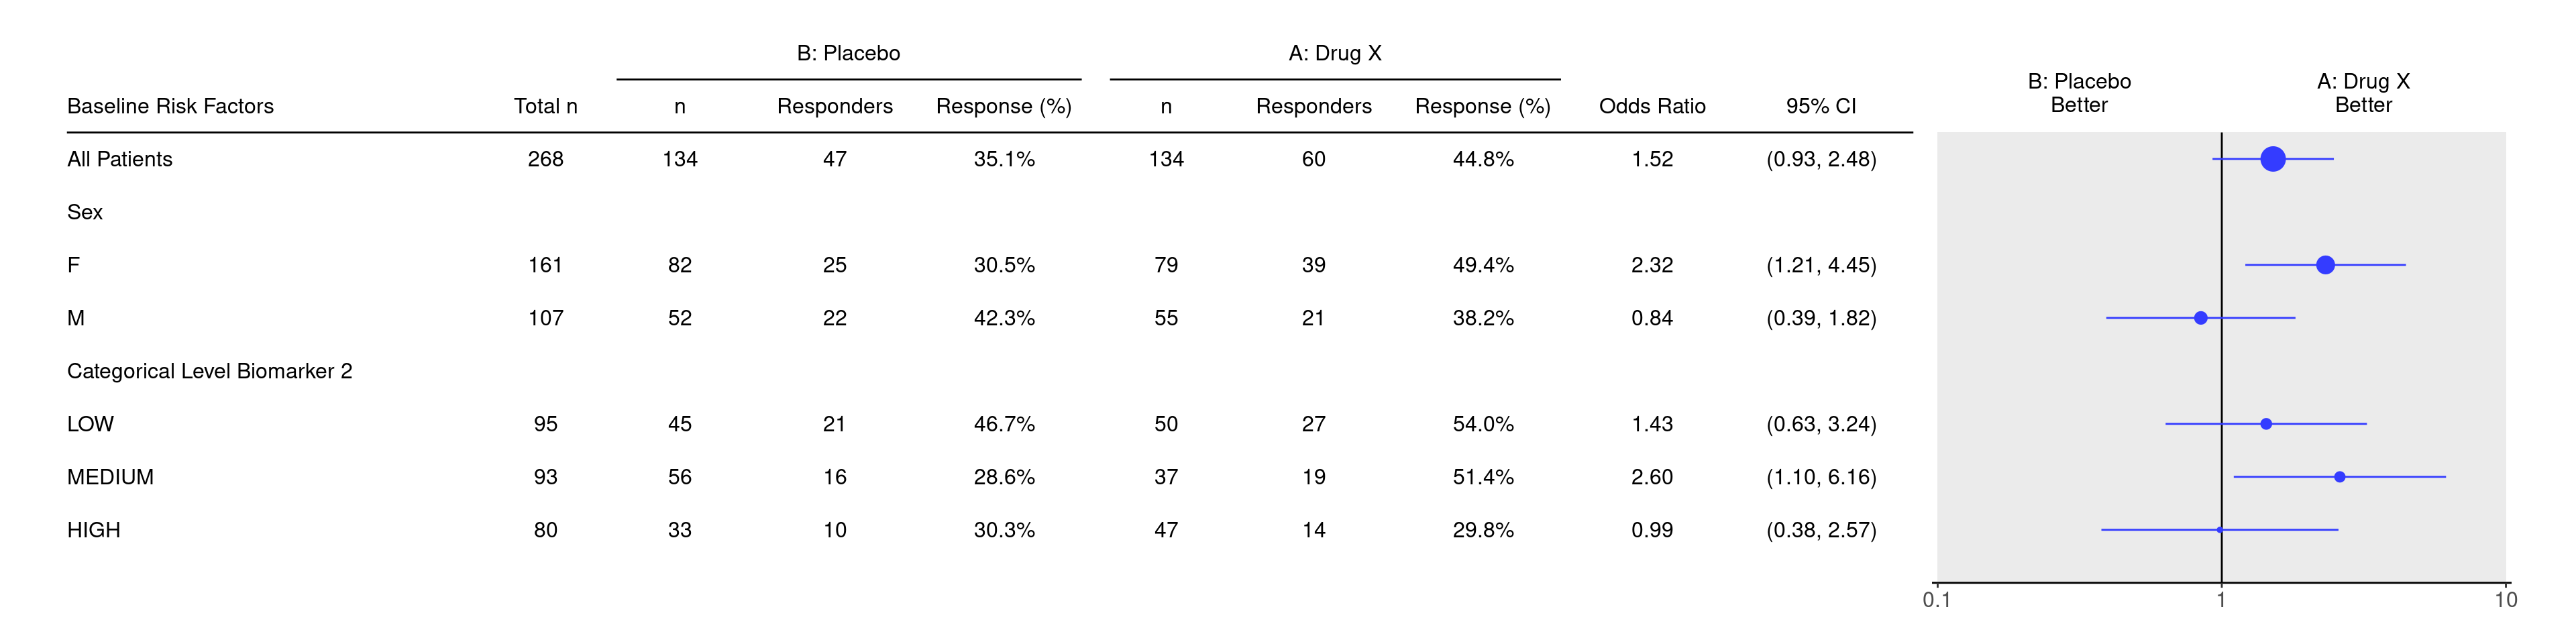 B: Placebo A: Drug X
B: Placebo A: Drug X
Baseline Risk Factors Total n n Responders Response (%) n Responders Response (%) Odds Ratio 95% CI Better Better
All Patients 268 134 47 35.1% 134 60 44.8% 1.52 (0.93, 2.48)
Sex
F 161 82 25 30.5% 79 39 49.4% 2.32 (1.21, 4.45)
M 107 52 22 42.3% 55 21 38.2% 0.84 (0.39, 1.82)
Categorical Level Biomarker 2
LOW 95 45 21 46.7% 50 27 54.0% 1.43 (0.63, 3.24)
MEDIUM 93 56 16 28.6% 37 19 51.4% 2.60 (1.10, 6.16)
HIGH 80 33 10 30.3% 47 14 29.8% 0.99 (0.38, 2.57)
0.1 1 10